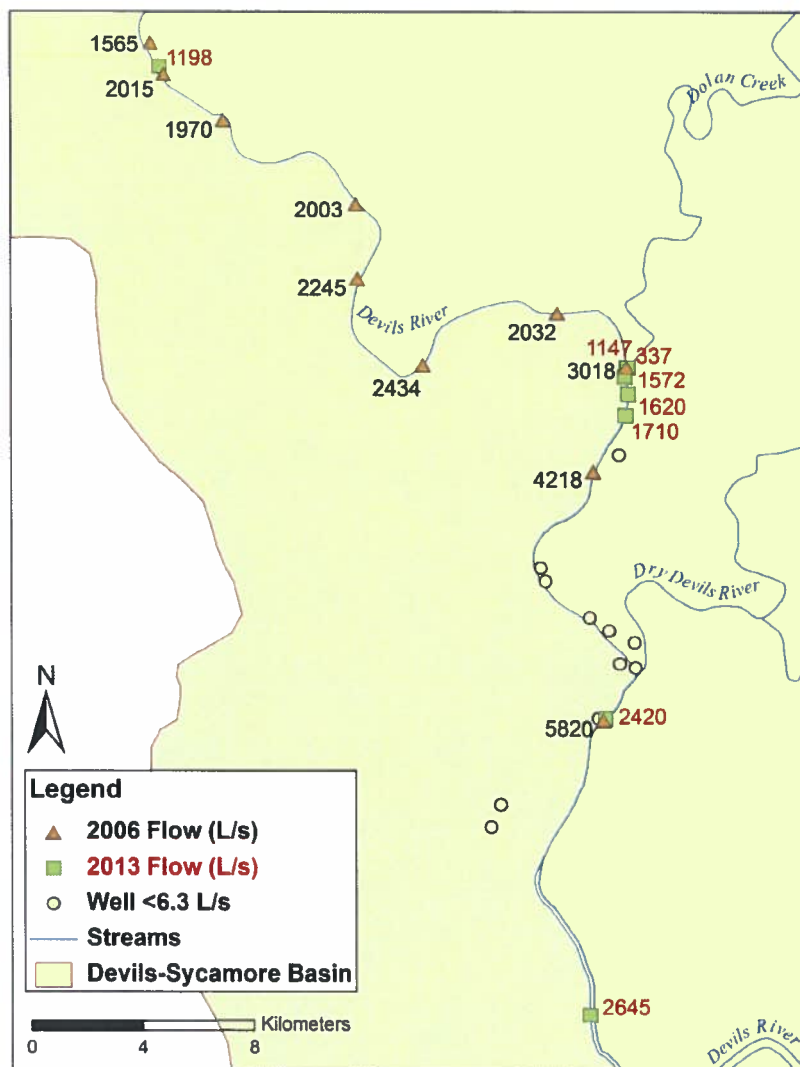 1565
1198
2015
1970
Dolan Creek
2003
2245
Devils River
2032
2434
1147 337
3018
1572
1620
1710
4218
Dry Devils River
N
5820 2420
Legend
2006 Flow (L/s)
2013 Flow (L/s)
Well <6.3 L/s
Streams
Devils-Sycamore Basin
2645
Kilometers
0 4 8
Devils River